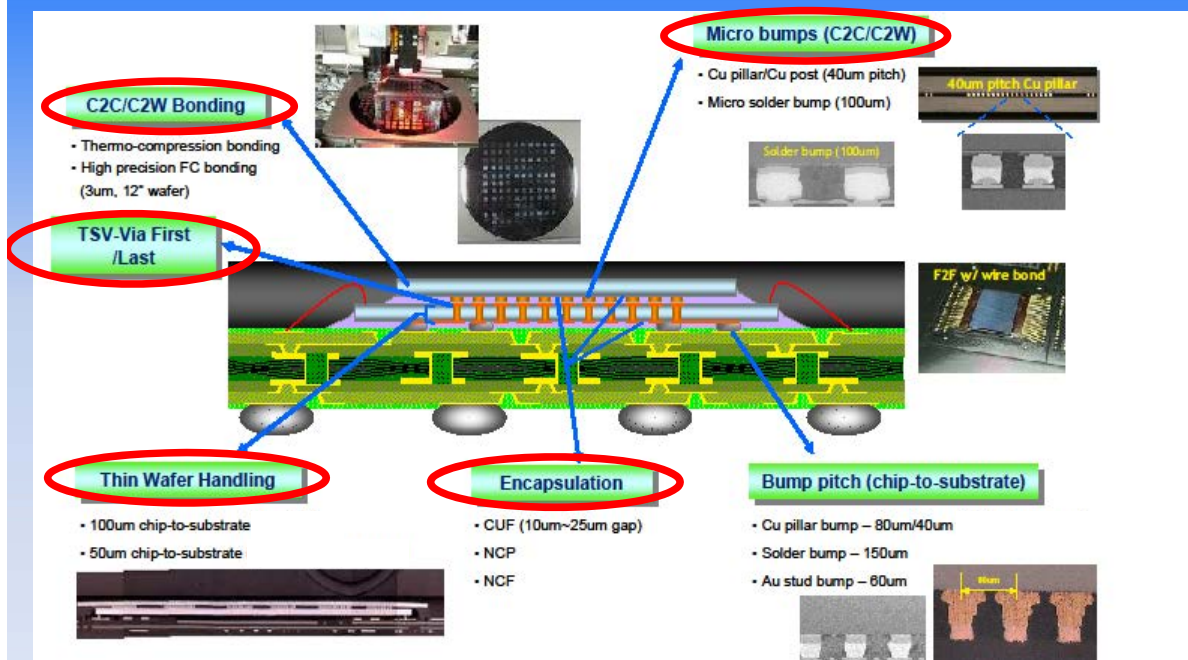 Micro bumps (C2C/C2W)
▪ Cu pillar/Cu post (40um pitch)
▪ Micro solder bump (100um)
40um pitch Cu pillar
Solder bump (100um)
C2C/C2W Bonding
▪ Thermo-compression bonding
▪ High precision FC bonding
(3um, 12" wafer)
TSV-Via First
/Last
F2F w/ wire bond
Thin Wafer Handling
▪ 100um chip-to-substrate
▪ 50um chip-to-substrate
Encapsulation
▪ CUF (10um~25um gap)
▪ NCP
▪ NCF
Bump pitch (chip-to-substrate)
▪ Cu pillar bump – 80um/40um
▪ Solder bump – 150um
▪ Au stud bump – 60um